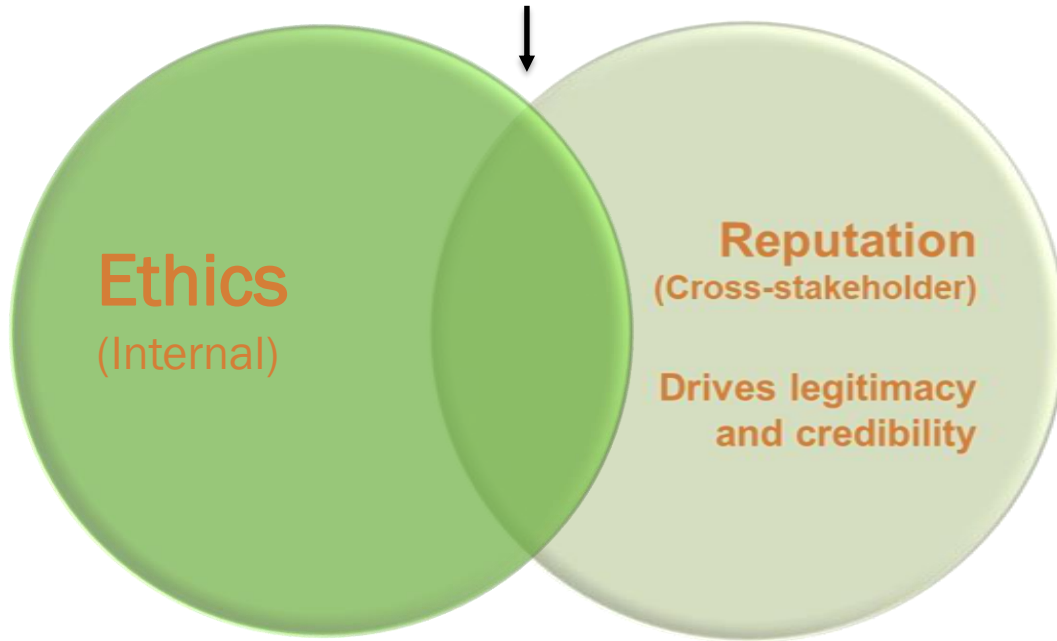 Ethics
(Internal)
Reputation
(Cross-stakeholder)
Drives legitimacy
and credibility